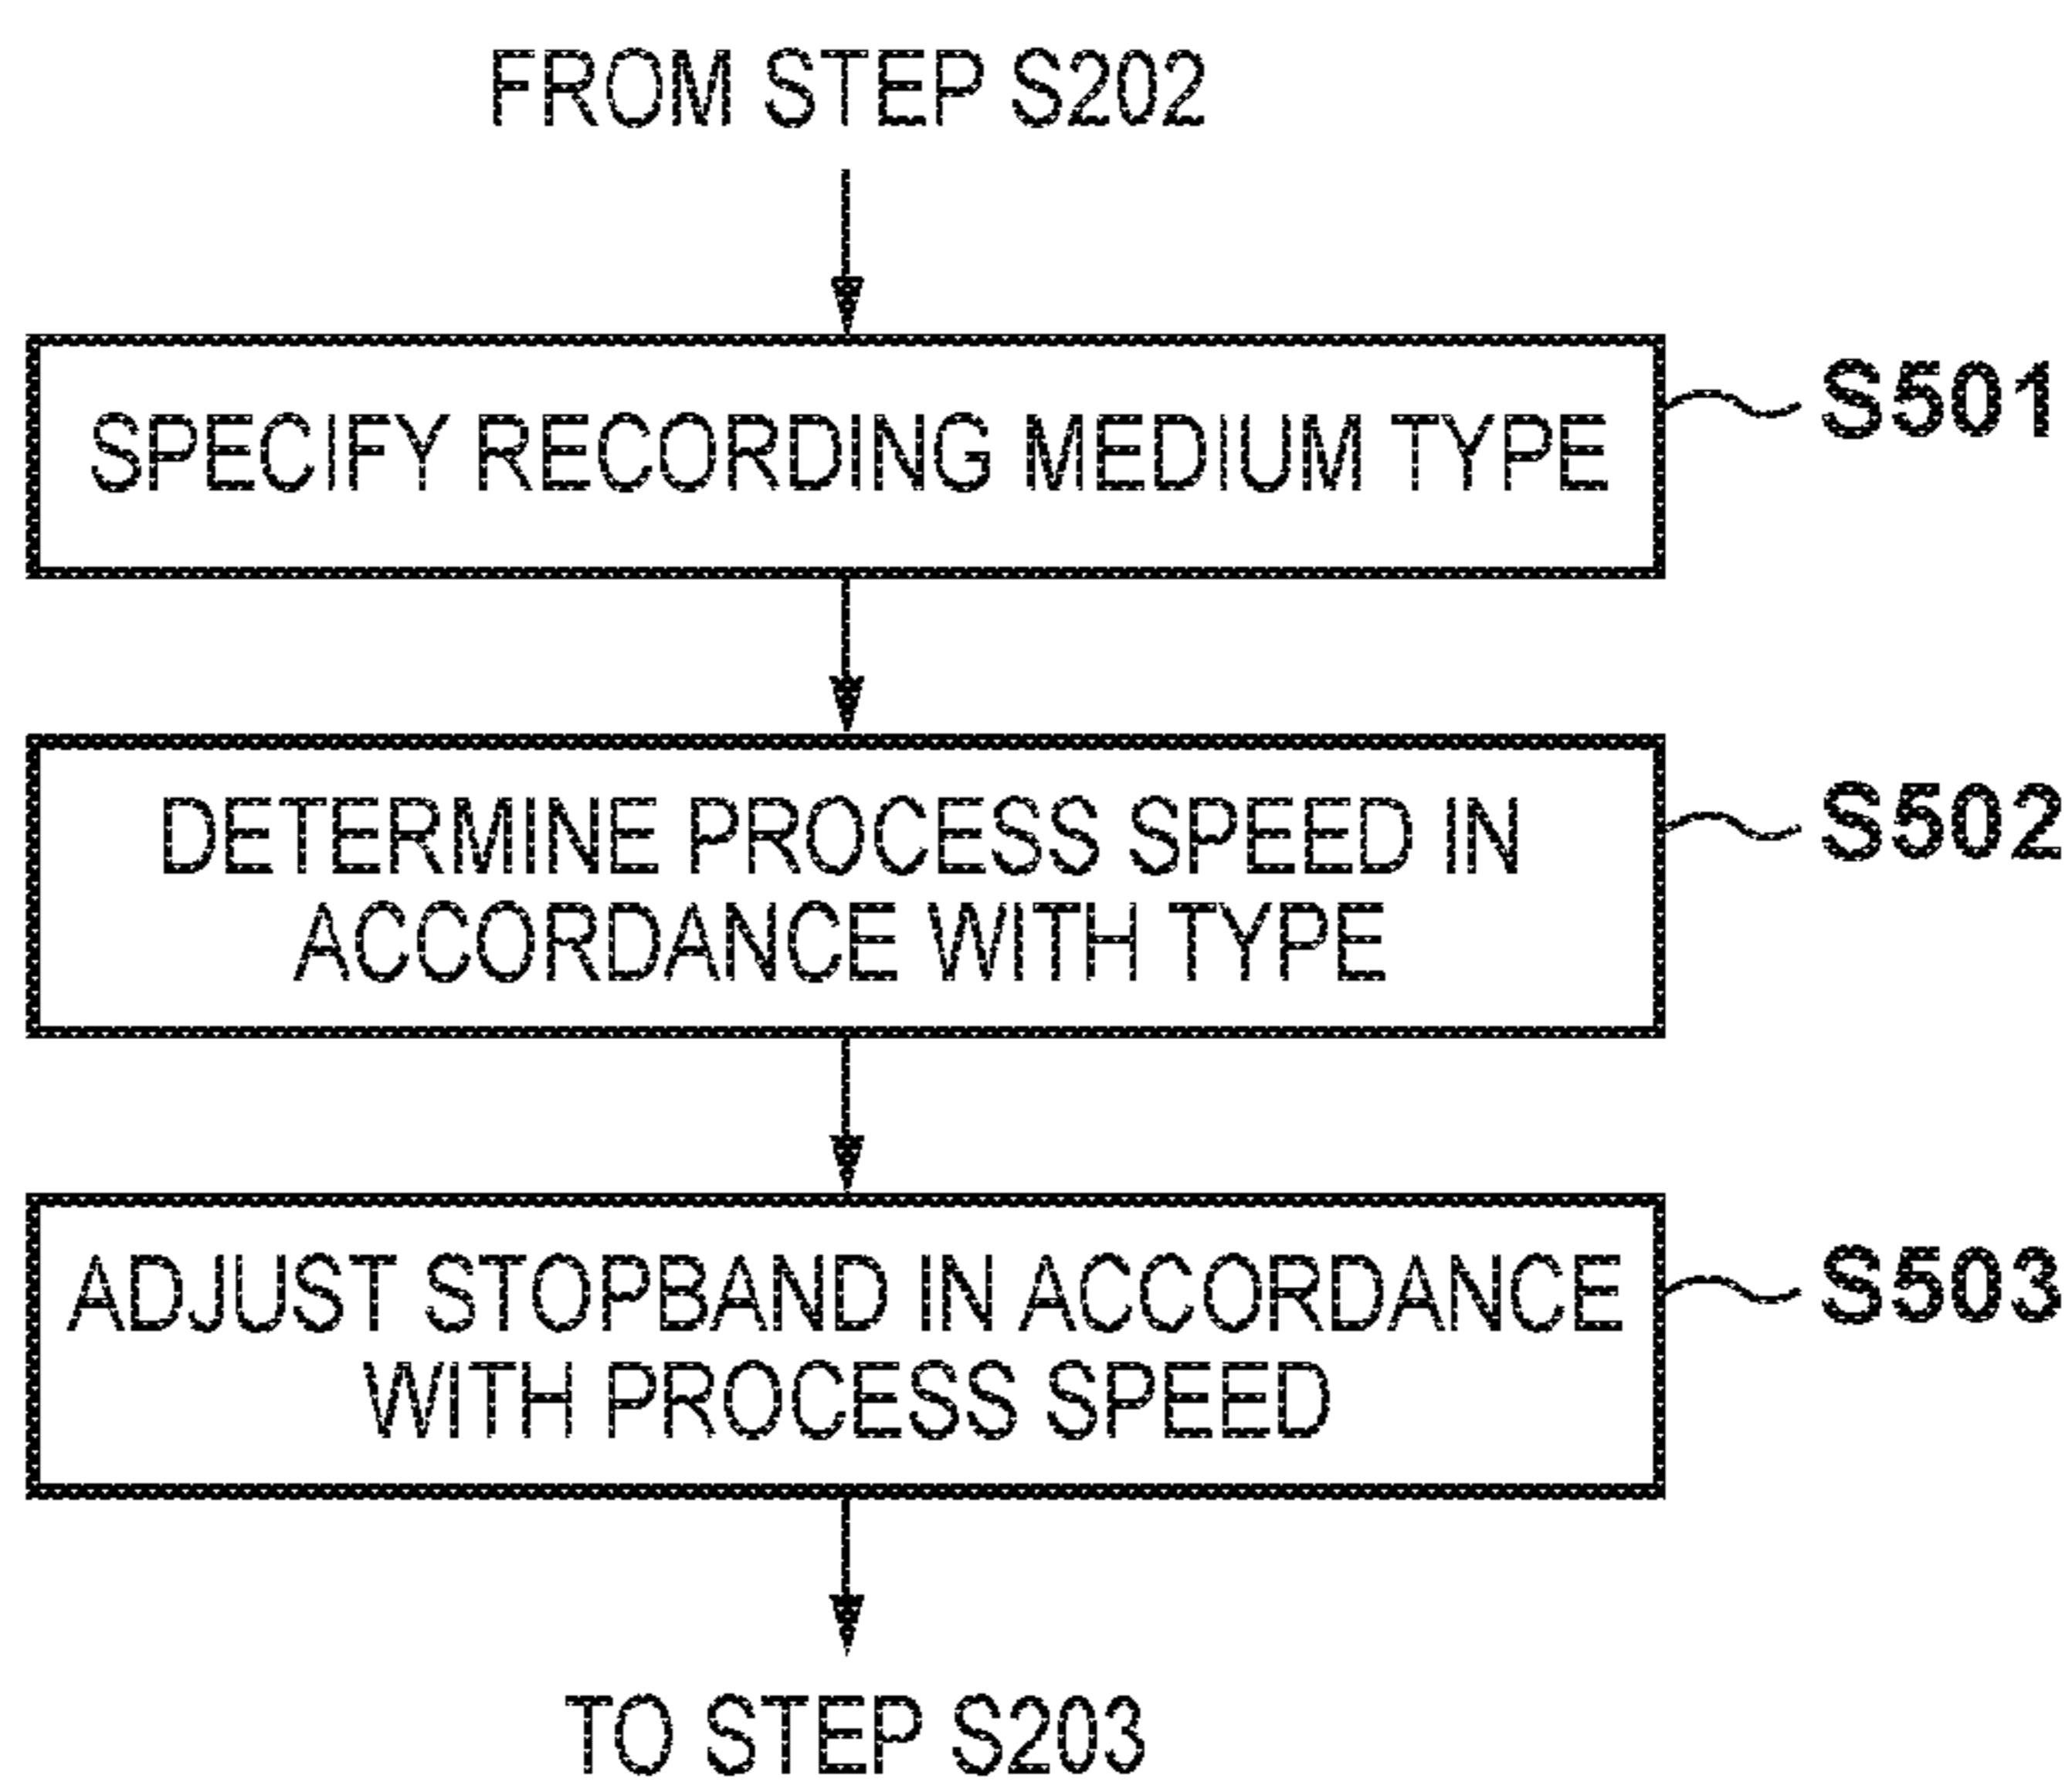 FROM STEP S202
SPECIFY RECORDING MEDIUM TYPE
S501
DETERMINE PROCESS SPEED IN
ACCORDANCE WITH TYPE
S502
ADJUST STOPBAND IN ACCORDANCE
WITH PROCESS SPEED
S503
TO STEP S203